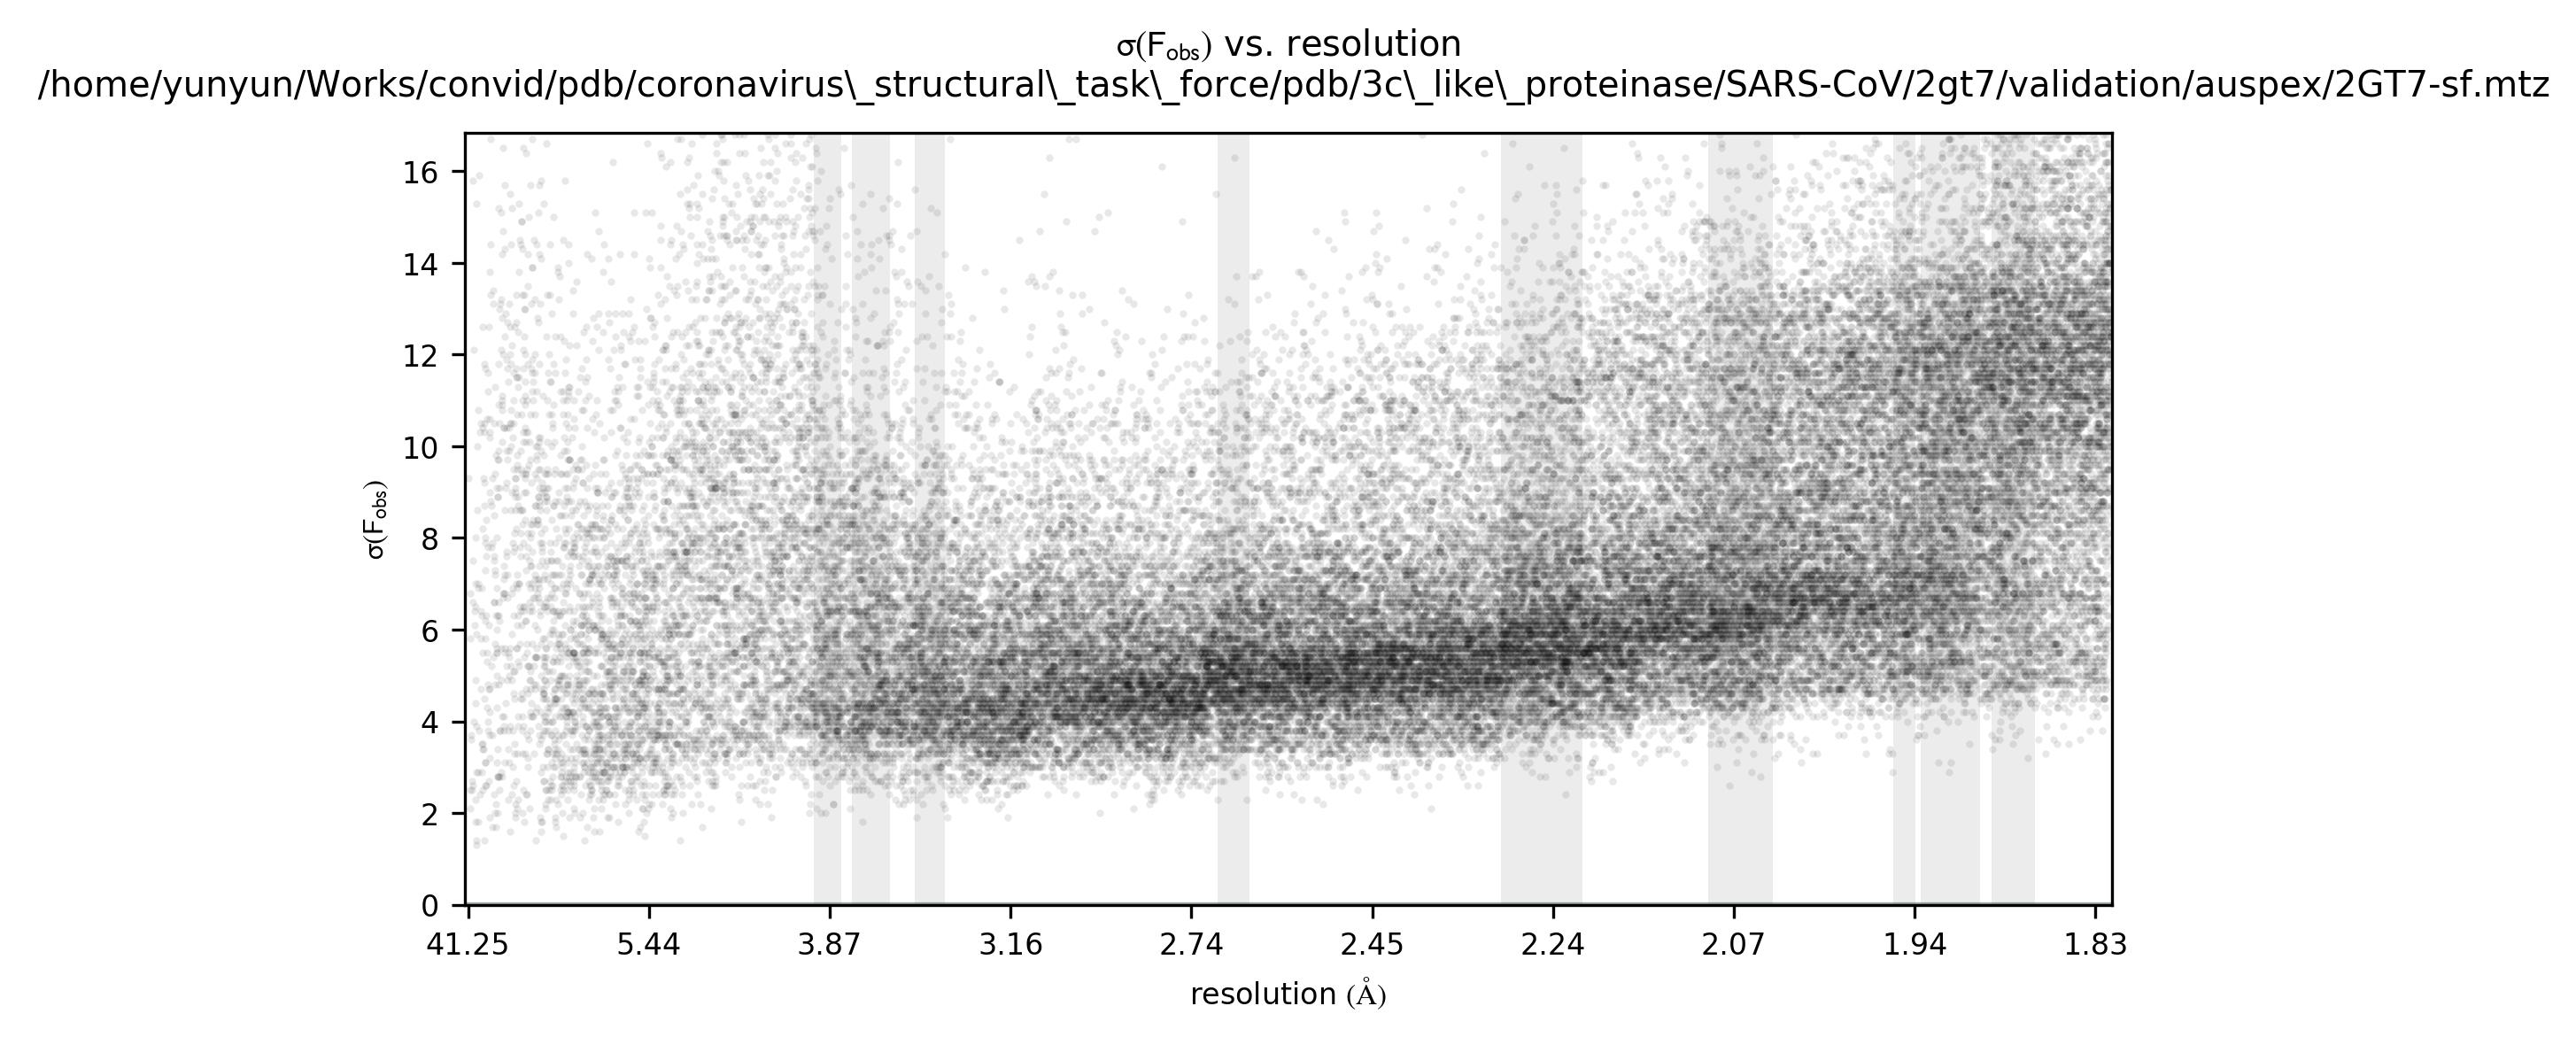 σ(Fobs) vs. resolution
/home/yunyun/Works/convid/pdb/coronavirus\_structural\_task\_force/pdb/3c\_like\_proteinase/SARS-CoV/2gt7/validation/auspex/2GT7-sf.mtz
16
14
12
10
8
6
4
2
0
σ(Fobs)
41.25 5.44 3.87 3.16 2.74 2.45 2.24 2.07 1.94 1.83
resolution (Å)